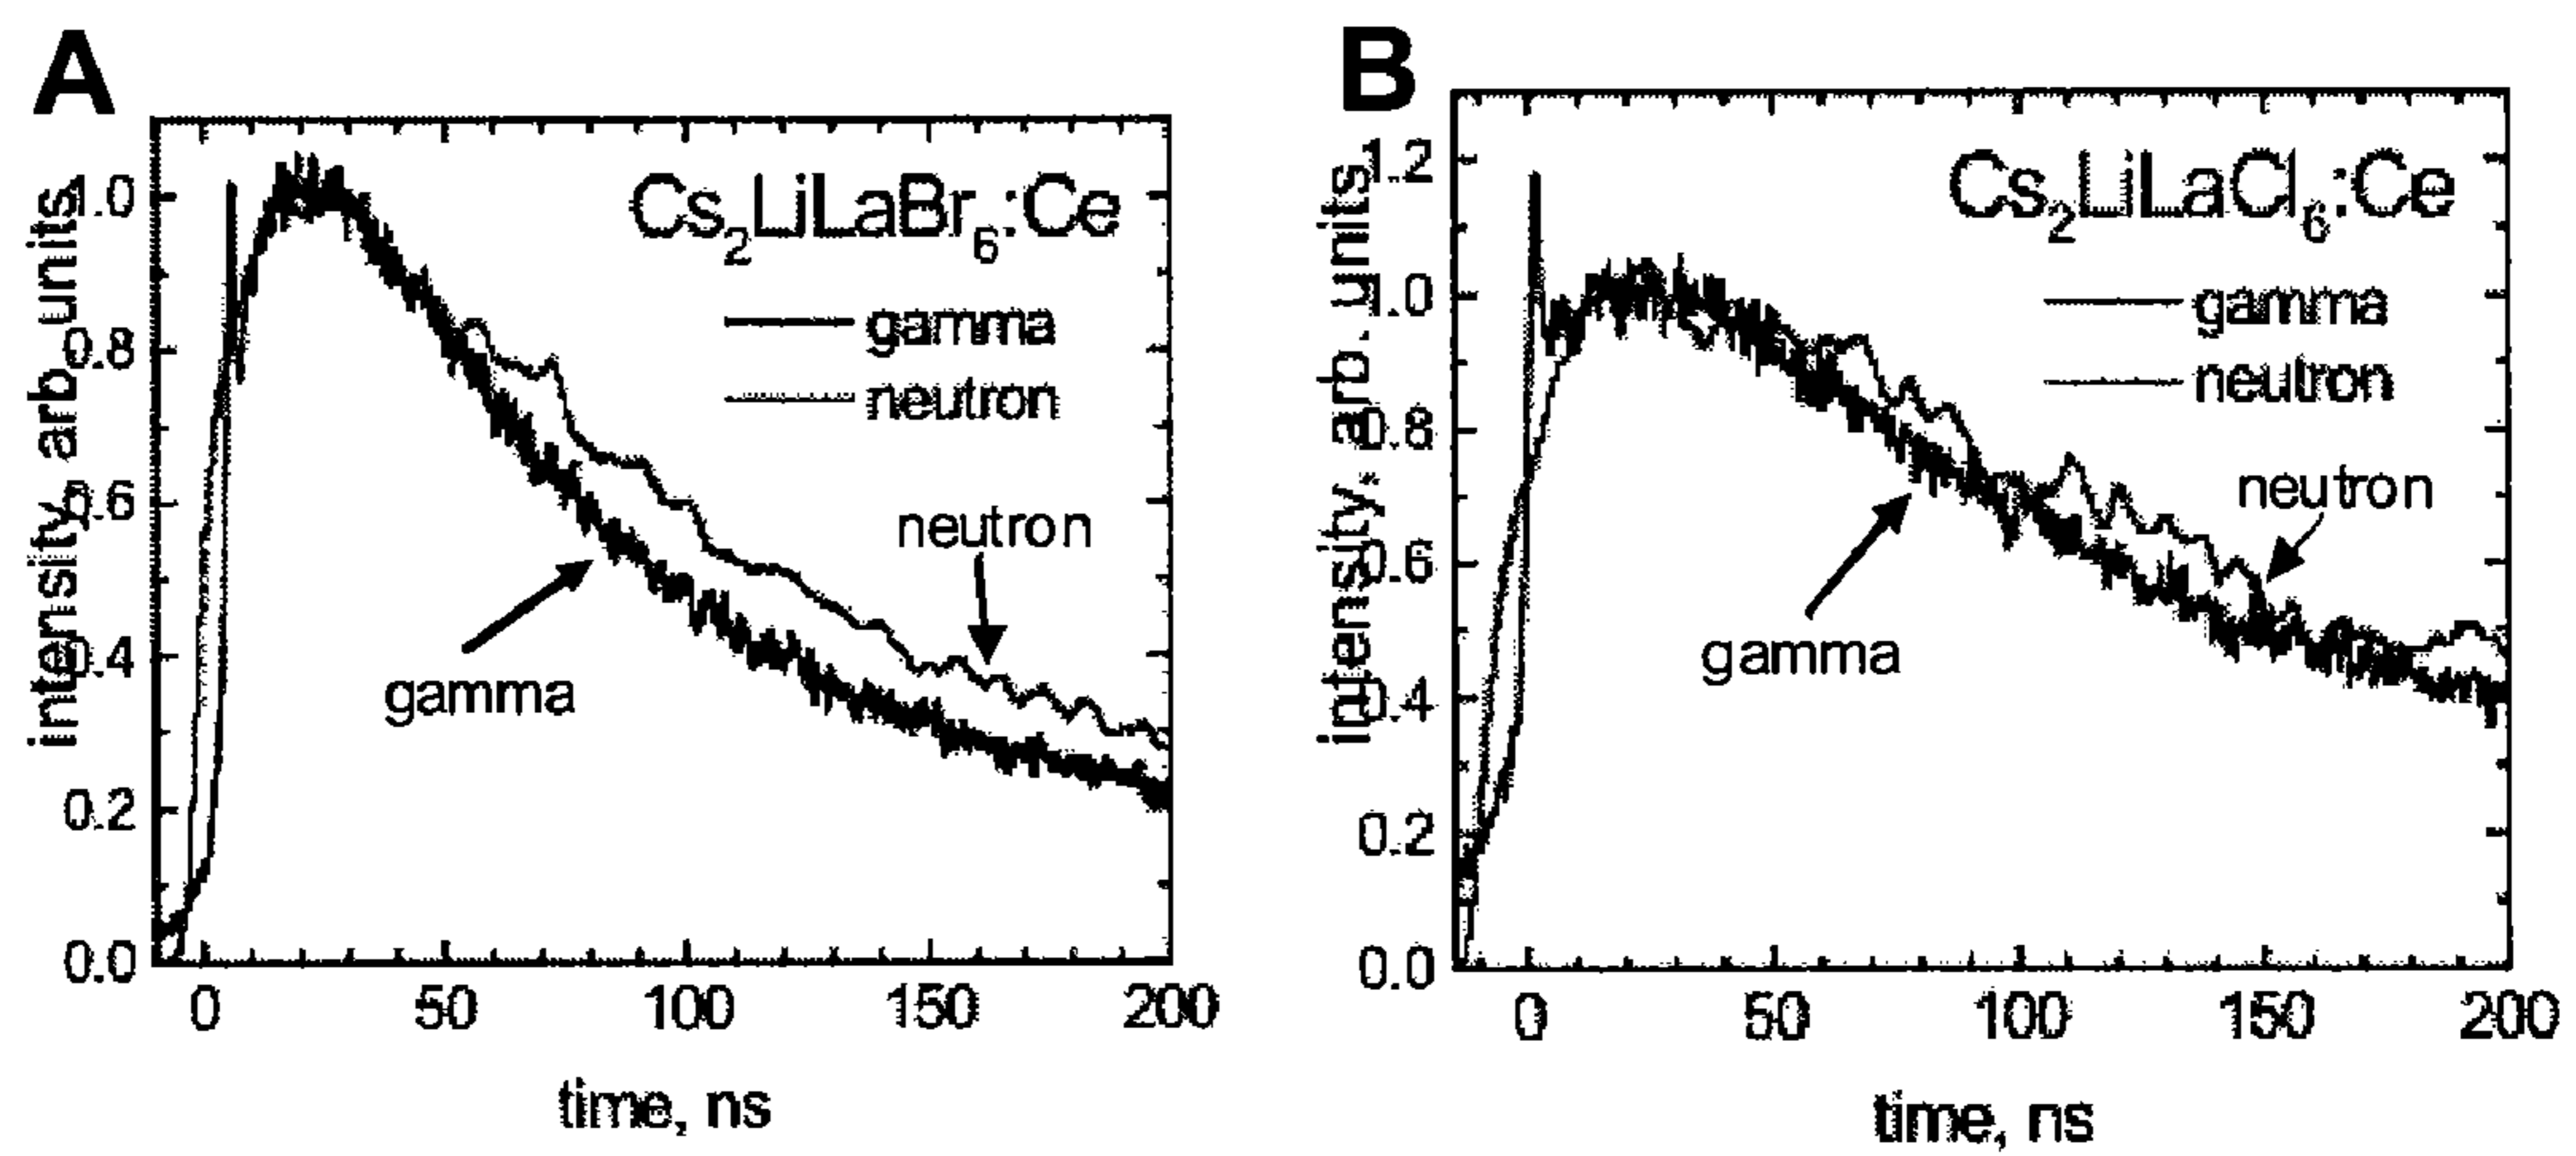 A
intensity, arb. units
1.0
0.8
0.6
0.4
0.2
0.0
Cs2LiLaBr6:Ce
gamma
neutron
neutron
gamma
0 50 100 150 200
time, ns
B
intensity, arb. units
1.2
1.0
0.8
0.6
0.4
0.2
0.0
Cs2LiLaCl6:Ce
gamma
neutron
neutron
gamma
0 50 100 150 200
time, ns